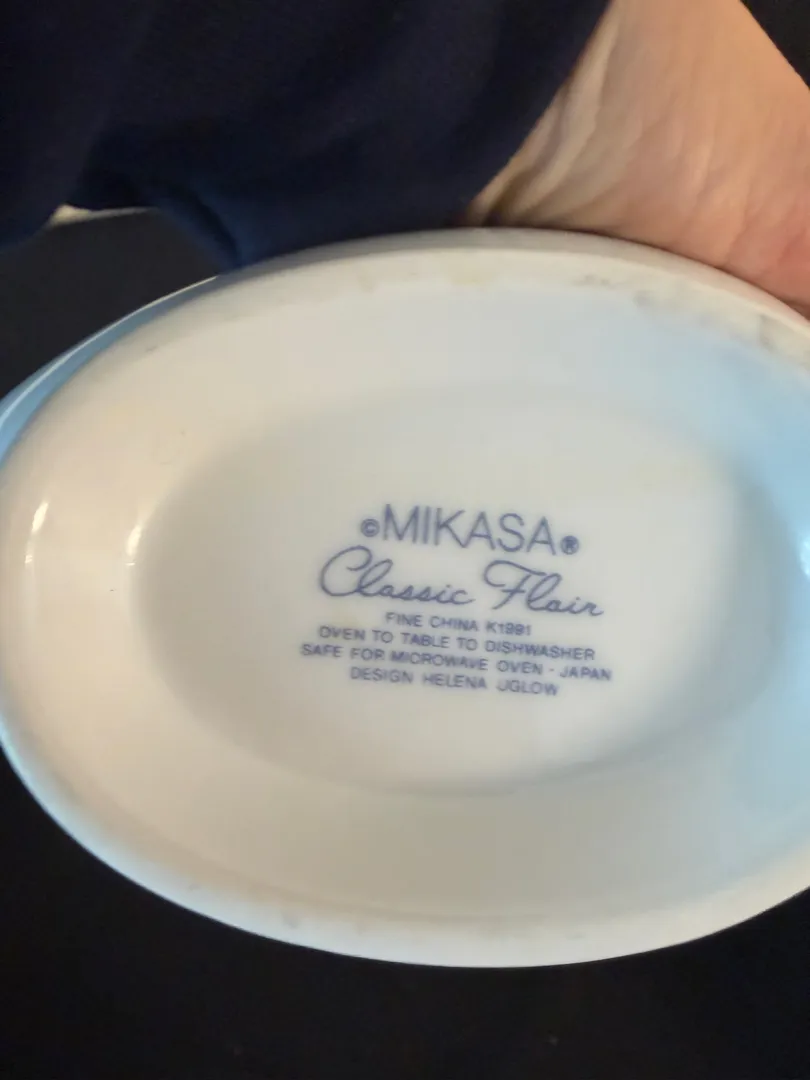 ©MIKASA®
Classic Flair
FINE CHINA K1991
OVEN TO TABLE TO DISHWASHER
SAFE FOR MICROWAVE OVEN - JAPAN
DESIGN HELENA UGLOW